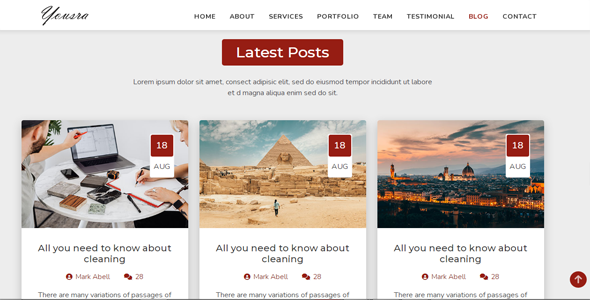 Yousra
HOME ABOUT SERVICES PORTFOLIO TEAM TESTIMONIAL BLOG CONTACT
Latest Posts
Lorem ipsum dolor sit amet, consect adipisic elit, sed do eiusmod tempor incididunt ut labore
et d magna aliqua enim sed do sit.
18
AUG
18
AUG
18
AUG
All you need to know about
cleaning
Mark Abell 28
There are many variations of passages of
All you need to know about
cleaning
Mark Abell 28
There are many variations of passages of
All you need to know about
cleaning
Mark Abell 28
There are many variations of passages of